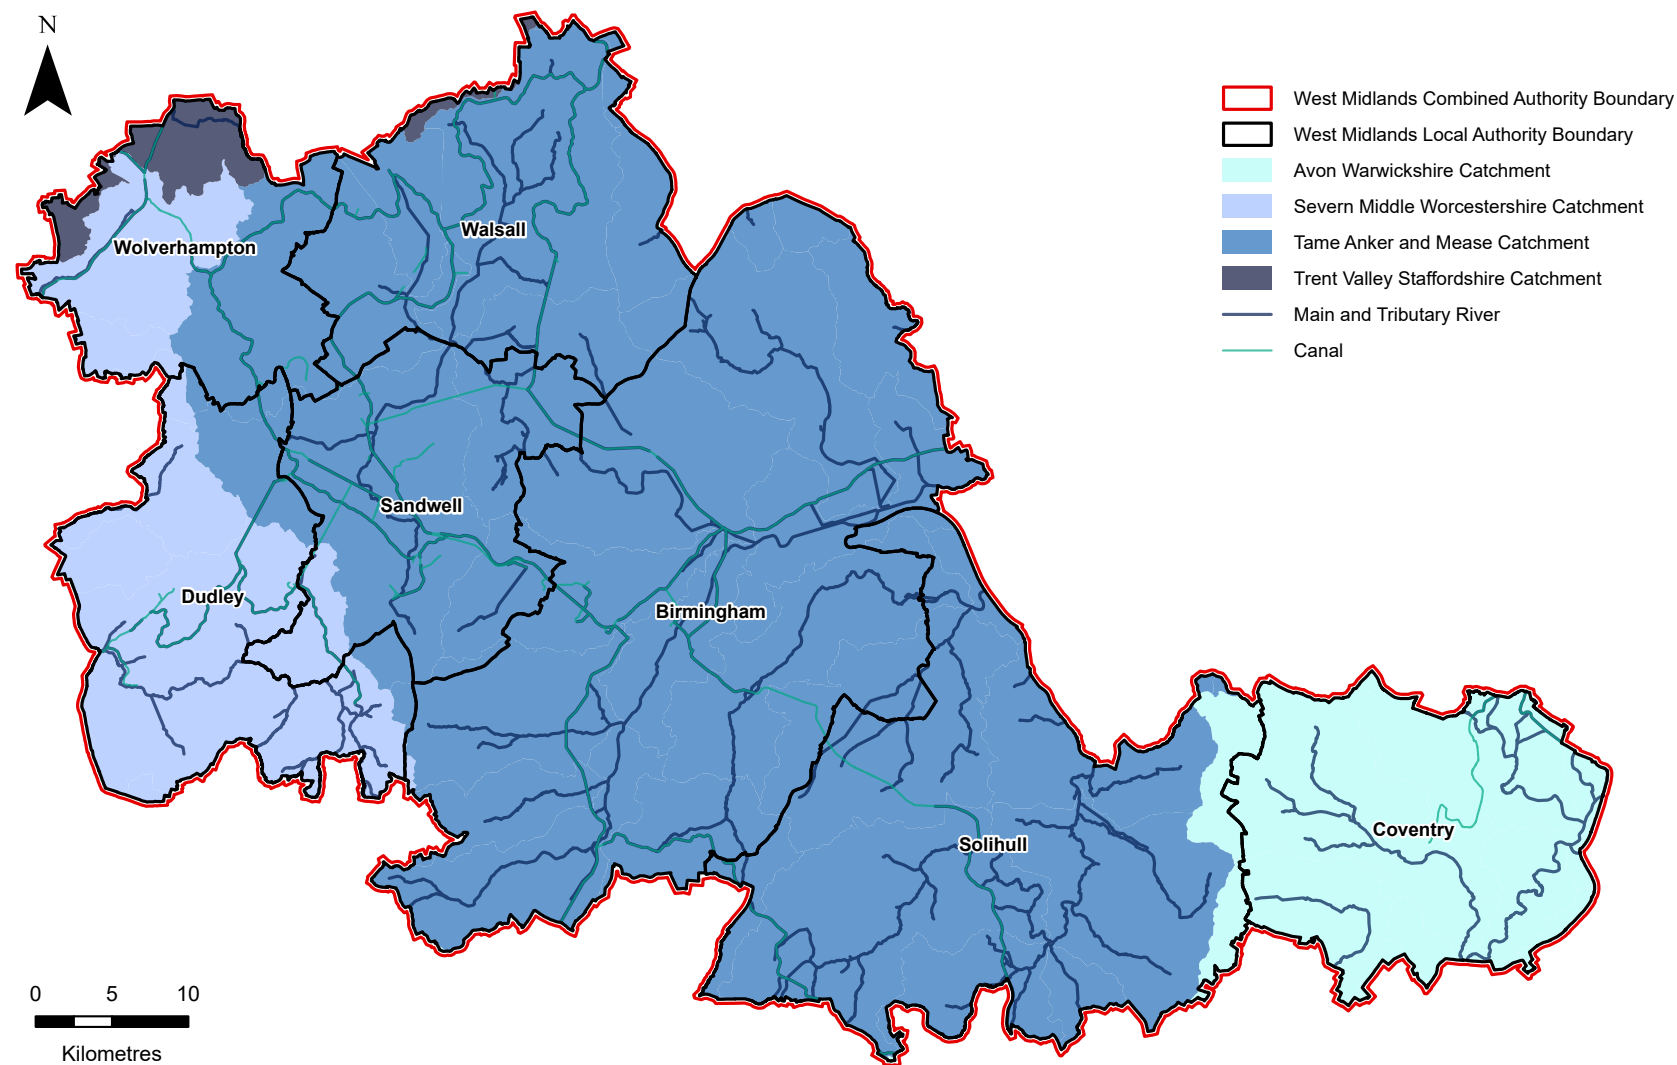 N
West Midlands Combined Authority Boundary
West Midlands Local Authority Boundary
Avon Warwickshire Catchment
Severn Middle Worcestershire Catchment
Tame Anker and Mease Catchment
Trent Valley Staffordshire Catchment
Main and Tributary River
Canal
Walsall
Wolverhampton
Sandwell
Dudley
Birmingham
Coventry
Solihull
0 5 10
Kilometres